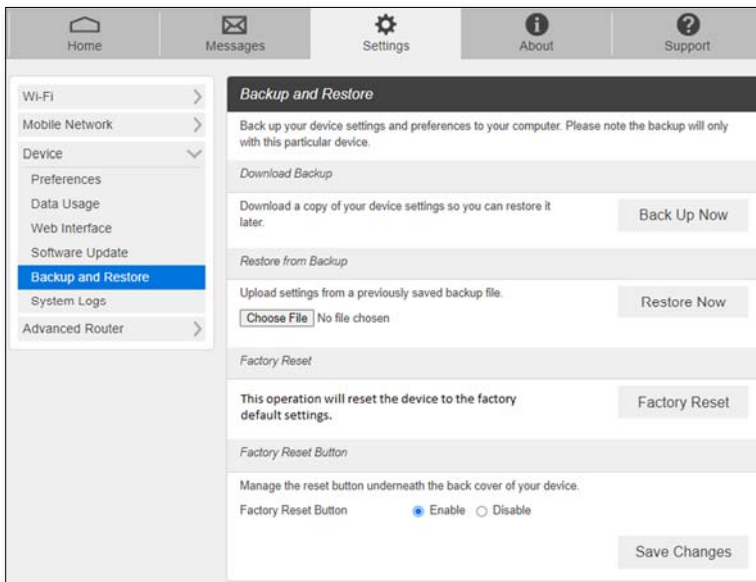 Home
Messages
Settings
About
Support
Wi-Fi
Mobile Network
Device
Preferences
Data Usage
Web Interface
Software Update
Backup and Restore
System Logs
Advanced Router
Backup and Restore
Back up your device settings and preferences to your computer. Please note the backup will only
with this particular device.
Download Backup
Download a copy of your device settings so you can restore it
later.
Back Up Now
Restore from Backup
Upload settings from a previously saved backup file.
Choose File No file chosen
Restore Now
Factory Reset
This operation will reset the device to the factory
default settings.
Factory Reset
Factory Reset Button
Manage the reset button underneath the back cover of your device.
Factory Reset Button Enable Disable
Save Changes